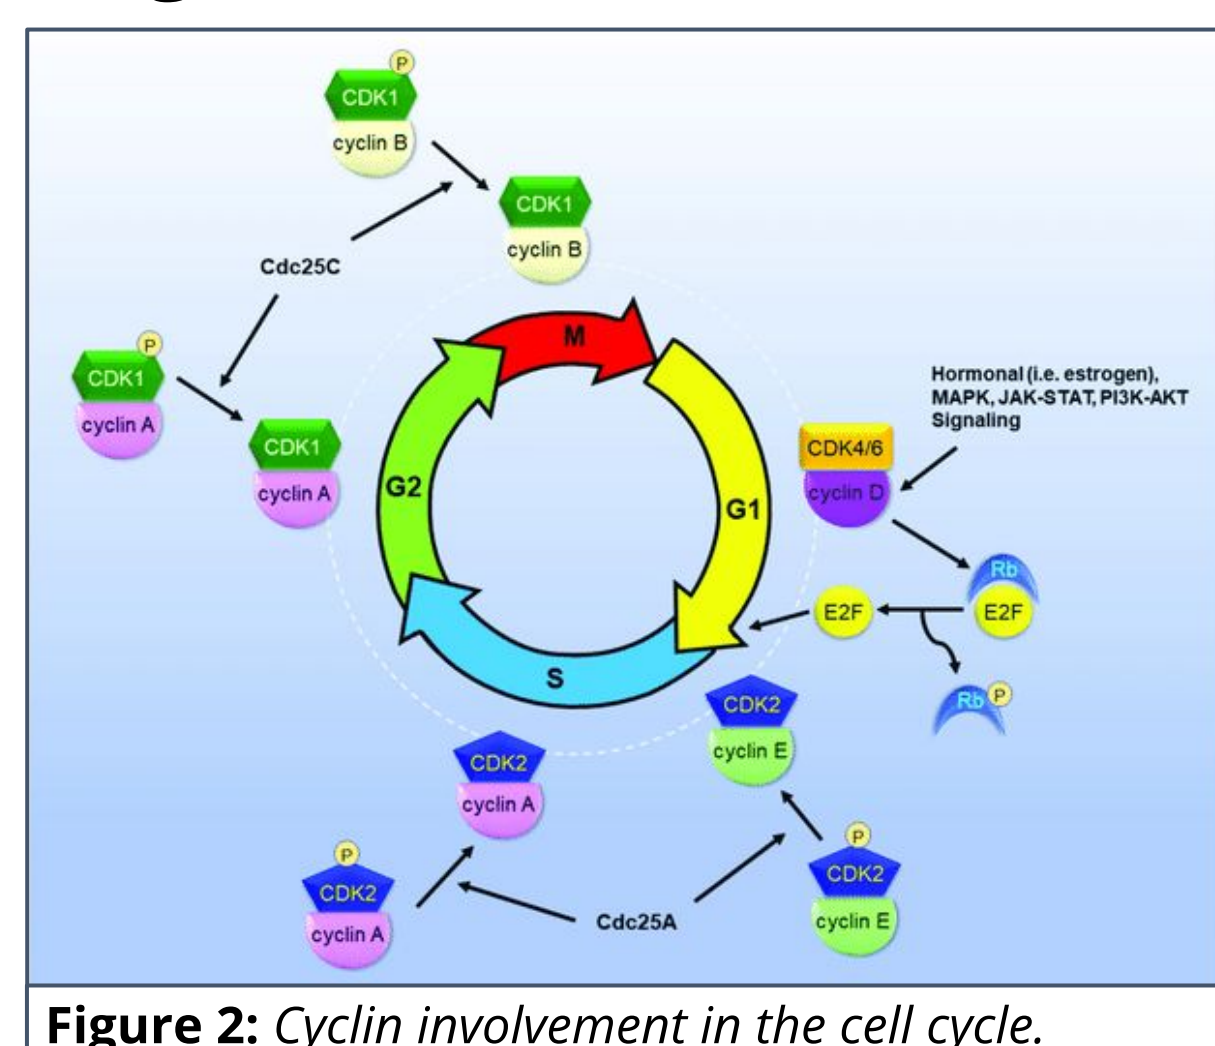 P
CDK1
cyclin B
CDK1
cyclin B
Cdc25C
P
CDK1
cyclin A
CDK1
cyclin A
M
G1
S
G2
Hormonal (i.e. estrogen),
MAPK, JAK-STAT, PI3K-AKT
Signaling
CDK4/6
cyclin D
Rb
E2F
E2F
Rb P
CDK2
cyclin E
CDK2
cyclin A
P
CDK2
cyclin A
Cdc25A
P
CDK2
cyclin E
Figure 2: Cyclin involvement in the cell cycle.